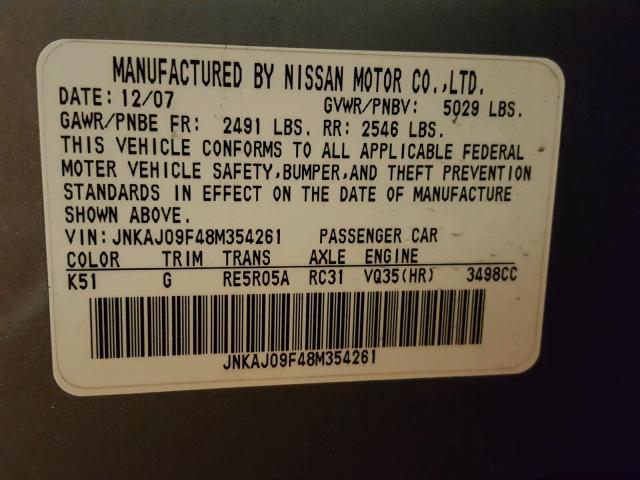 MANUFACTURED BY NISSAN MOTOR CO.,LTD.
DATE: 12/07 GVWR/PNBV: 5029 LBS.
GAWR/PNBE FR: 2491 LBS. RR: 2546 LBS.
THIS VEHICLE CONFORMS TO ALL APPLICABLE FEDERAL
MOTER VEHICLE SAFETY,BUMPER,AND THEFT PREVENTION
STANDARDS IN EFFECT ON THE DATE OF MANUFACTURE
SHOWN ABOVE.
VIN:JNKAJ09F48M354261 PASSENGER CAR
COLOR TRIM TRANS AXLE ENGINE
K51 G RE5R05A RC31 VQ35(HR) 3498CC
JNKAJ09F48M354261